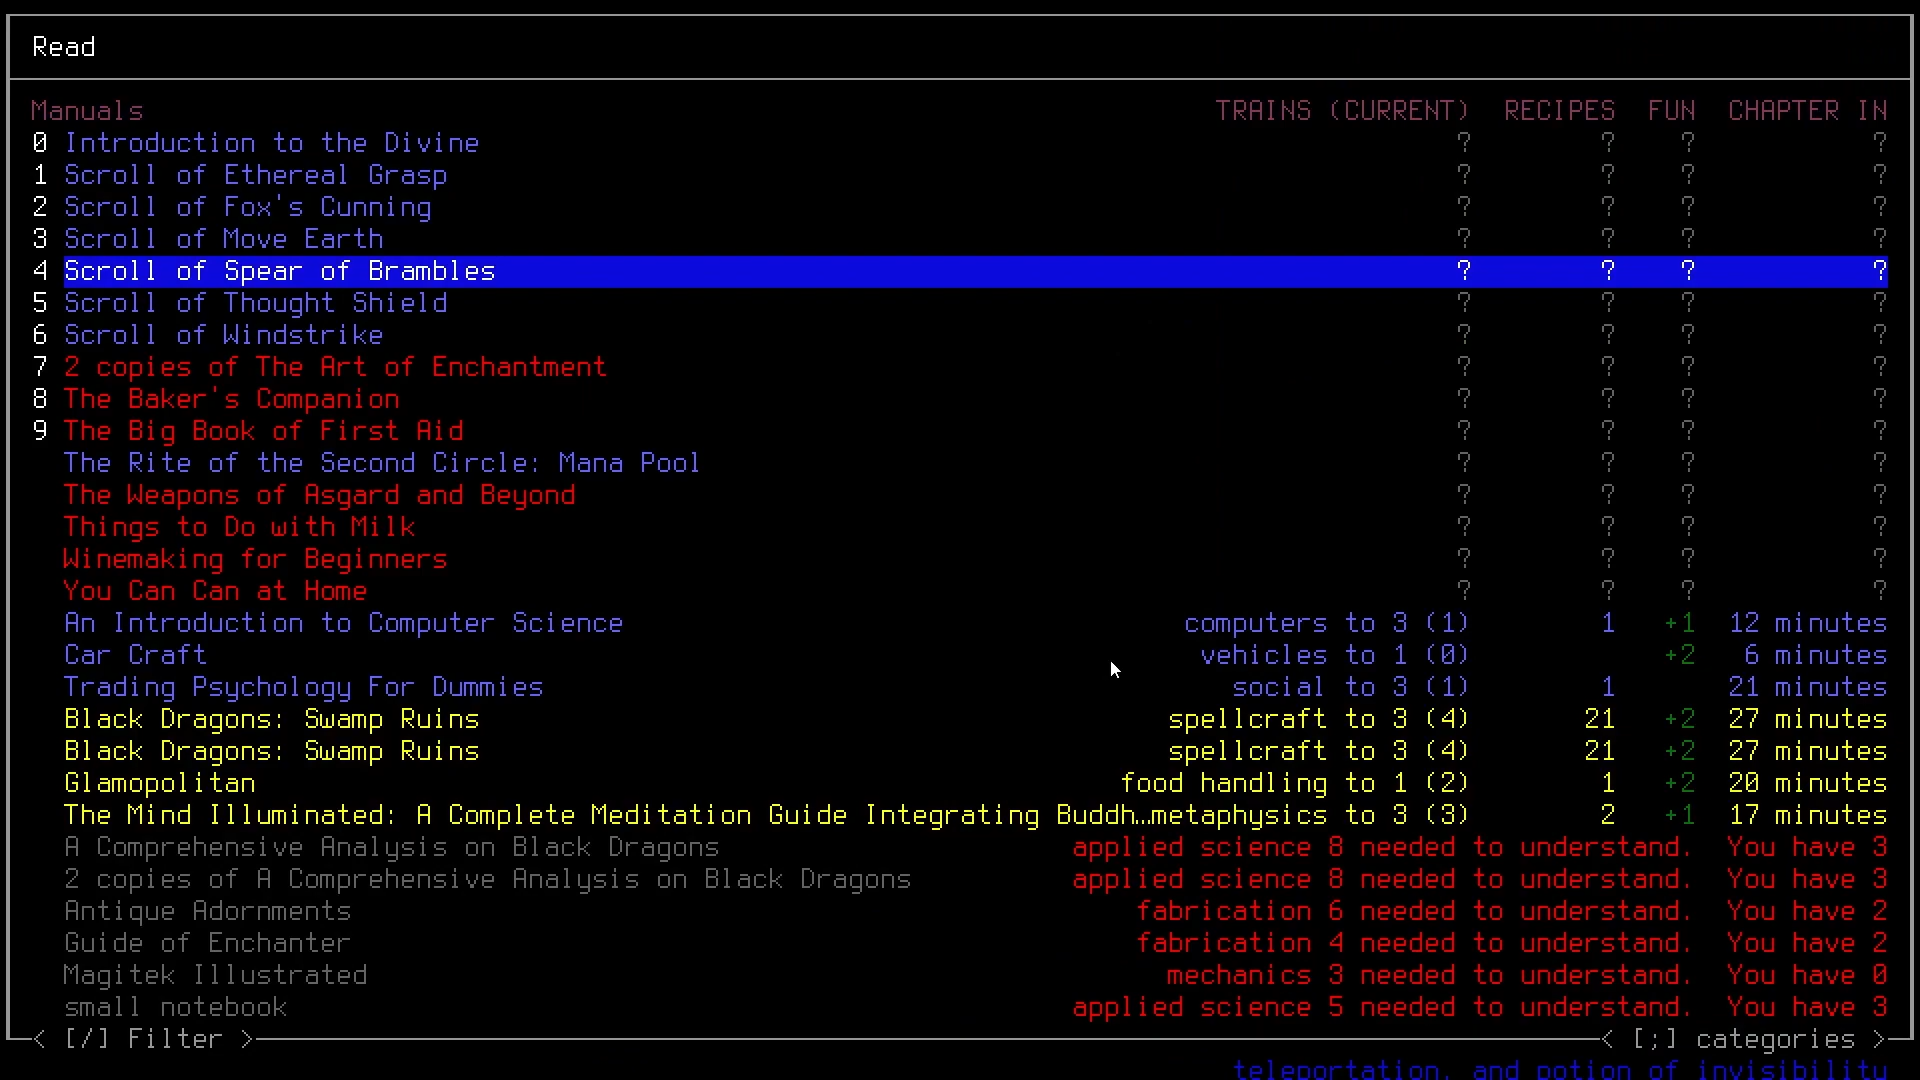 Read
Manuals TRAINS (CURRENT) RECIPES FUN CHAPTER IN
0 Introduction to the Divine ? ? ? ?
1 Scroll of Ethereal Grasp ? ? ? ?
2 Scroll of Fox's Cunning ? ? ? ?
3 Scroll of Move Earth ? ? ? ?
4 Scroll of Spear of Brambles ? ? ? ?
5 Scroll of Thought Shield ? ? ? ?
6 Scroll of Windstrike ? ? ? ?
7 2 copies of The Art of Enchantment ? ? ? ?
8 The Baker's Companion ? ? ? ?
9 The Big Book of First Aid ? ? ? ?
The Rite of the Second Circle: Mana Pool ? ? ? ?
The Weapons of Asgard and Beyond ? ? ? ?
Things to Do with Milk ? ? ? ?
Winemaking for Beginners ? ? ? ?
You Can Can at Home ? ? ? ?
An Introduction to Computer Science computers to 3 (1) 1 +1 12 minutes
Car Craft vehicles to 1 (0) +2 6 minutes
Trading Psychology For Dummies social to 3 (1) 1 21 minutes
Black Dragons: Swamp Ruins spellcraft to 3 (4) 21 +2 27 minutes
Black Dragons: Swamp Ruins spellcraft to 3 (4) 21 +2 27 minutes
Glamopolitan food handling to 1 (2) 1 +2 20 minutes
The Mind Illuminated: A Complete Meditation Guide Integrating Buddh…metaphysics to 3 (3) 2 +1 17 minutes
A Comprehensive Analysis on Black Dragons applied science 8 needed to understand. You have 3
2 copies of A Comprehensive Analysis on Black Dragons applied science 8 needed to understand. You have 3
Antique Adornments fabrication 6 needed to understand. You have 2
Guide of Enchanter fabrication 4 needed to understand. You have 2
Magitek Illustrated mechanics 3 needed to understand. You have 0
small notebook applied science 5 needed to understand. You have 3
< [/] Filter > < [;] categories >
teleportation, and potion of invisibility